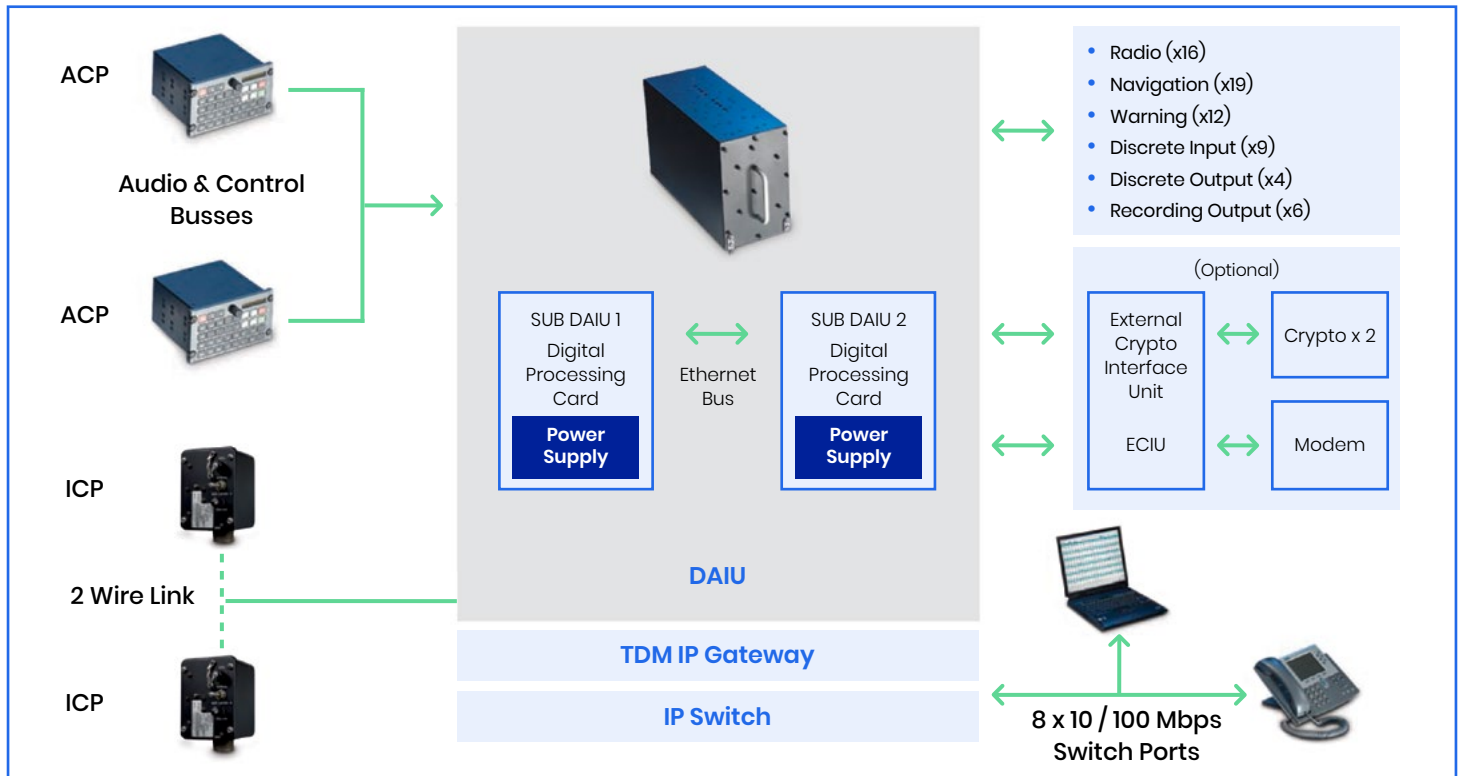 ACP
Audio & Control
Busses
ACP
ICP
2 Wire Link
ICP
SUB DAIU 1
Digital
Processing
Card
Power
Supply
Ethernet
Bus
SUB DAIU 2
Digital
Processing
Card
Power
Supply
DAIU
TDM IP Gateway
IP Switch
• Radio (x16)
• Navigation (x19)
• Warning (x12)
• Discrete Input (x9)
• Discrete Output (x4)
• Recording Output (x6)
(Optional)
External
Crypto
Interface
Unit
ECIU
Crypto x 2
Modem
8 x 10 / 100 Mbps
Switch Ports